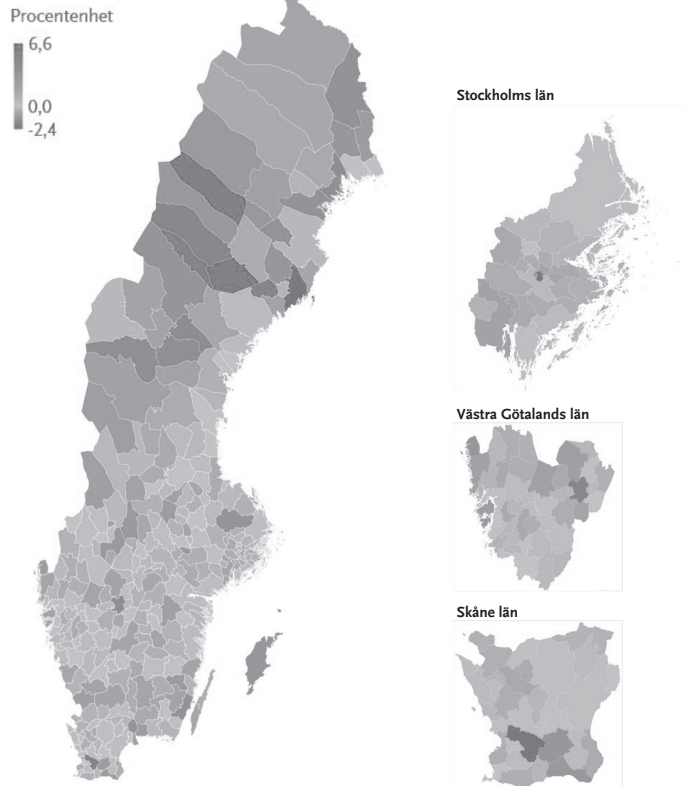 Procentenhet
6,6
0,0
-2,4
Stockholms län
Västra Götalands län
Skåne län